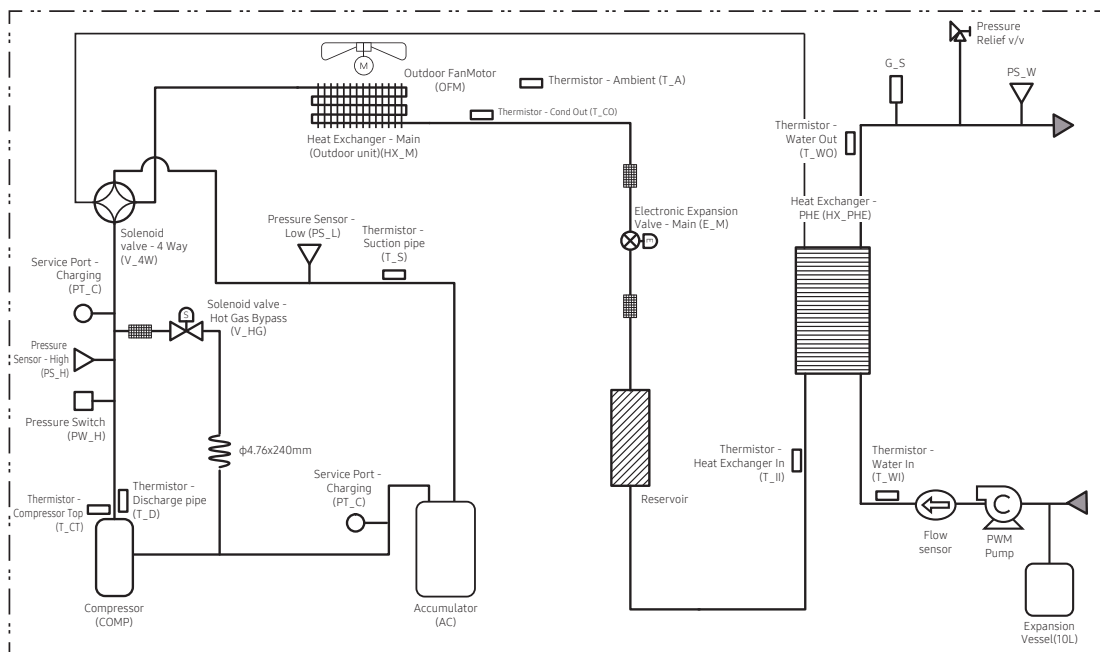 M
Outdoor FanMotor
(OFM)
Thermistor - Ambient (T_A)
Thermistor - Cond Out (T_CO)
Heat Exchanger - Main
(Outdoor unit)(HX_M)
Pressure
Relief v/v
G_S
PS_W
Thermistor -
Water Out
(T_WO)
Heat Exchanger -
PHE (HX_PHE)
Solenoid
valve - 4 Way
(V_4W)
Pressure Sensor -
Low (PS_L)
Thermistor -
Suction pipe
(T_S)
Electronic Expansion
Valve - Main (E_M)
E
Service Port -
Charging
(PT_C)
S
Solenoid valve -
Hot Gas Bypass
(V_HG)
Pressure
Sensor - High
(PS_H)
Pressure Switch
(PW_H)
ф4.76x240mm
Thermistor -
Compressor Top
(T_CT)
Thermistor -
Discharge pipe
(T_D)
Service Port -
Charging
(PT_C)
Reservoir
Thermistor -
Heat Exchanger In
(T_II)
Thermistor -
Water In
(T_WI)
C
Flow
sensor
PWM
Pump
Compressor
(COMP)
Accumulator
(AC)
Expansion
Vessel(10L)